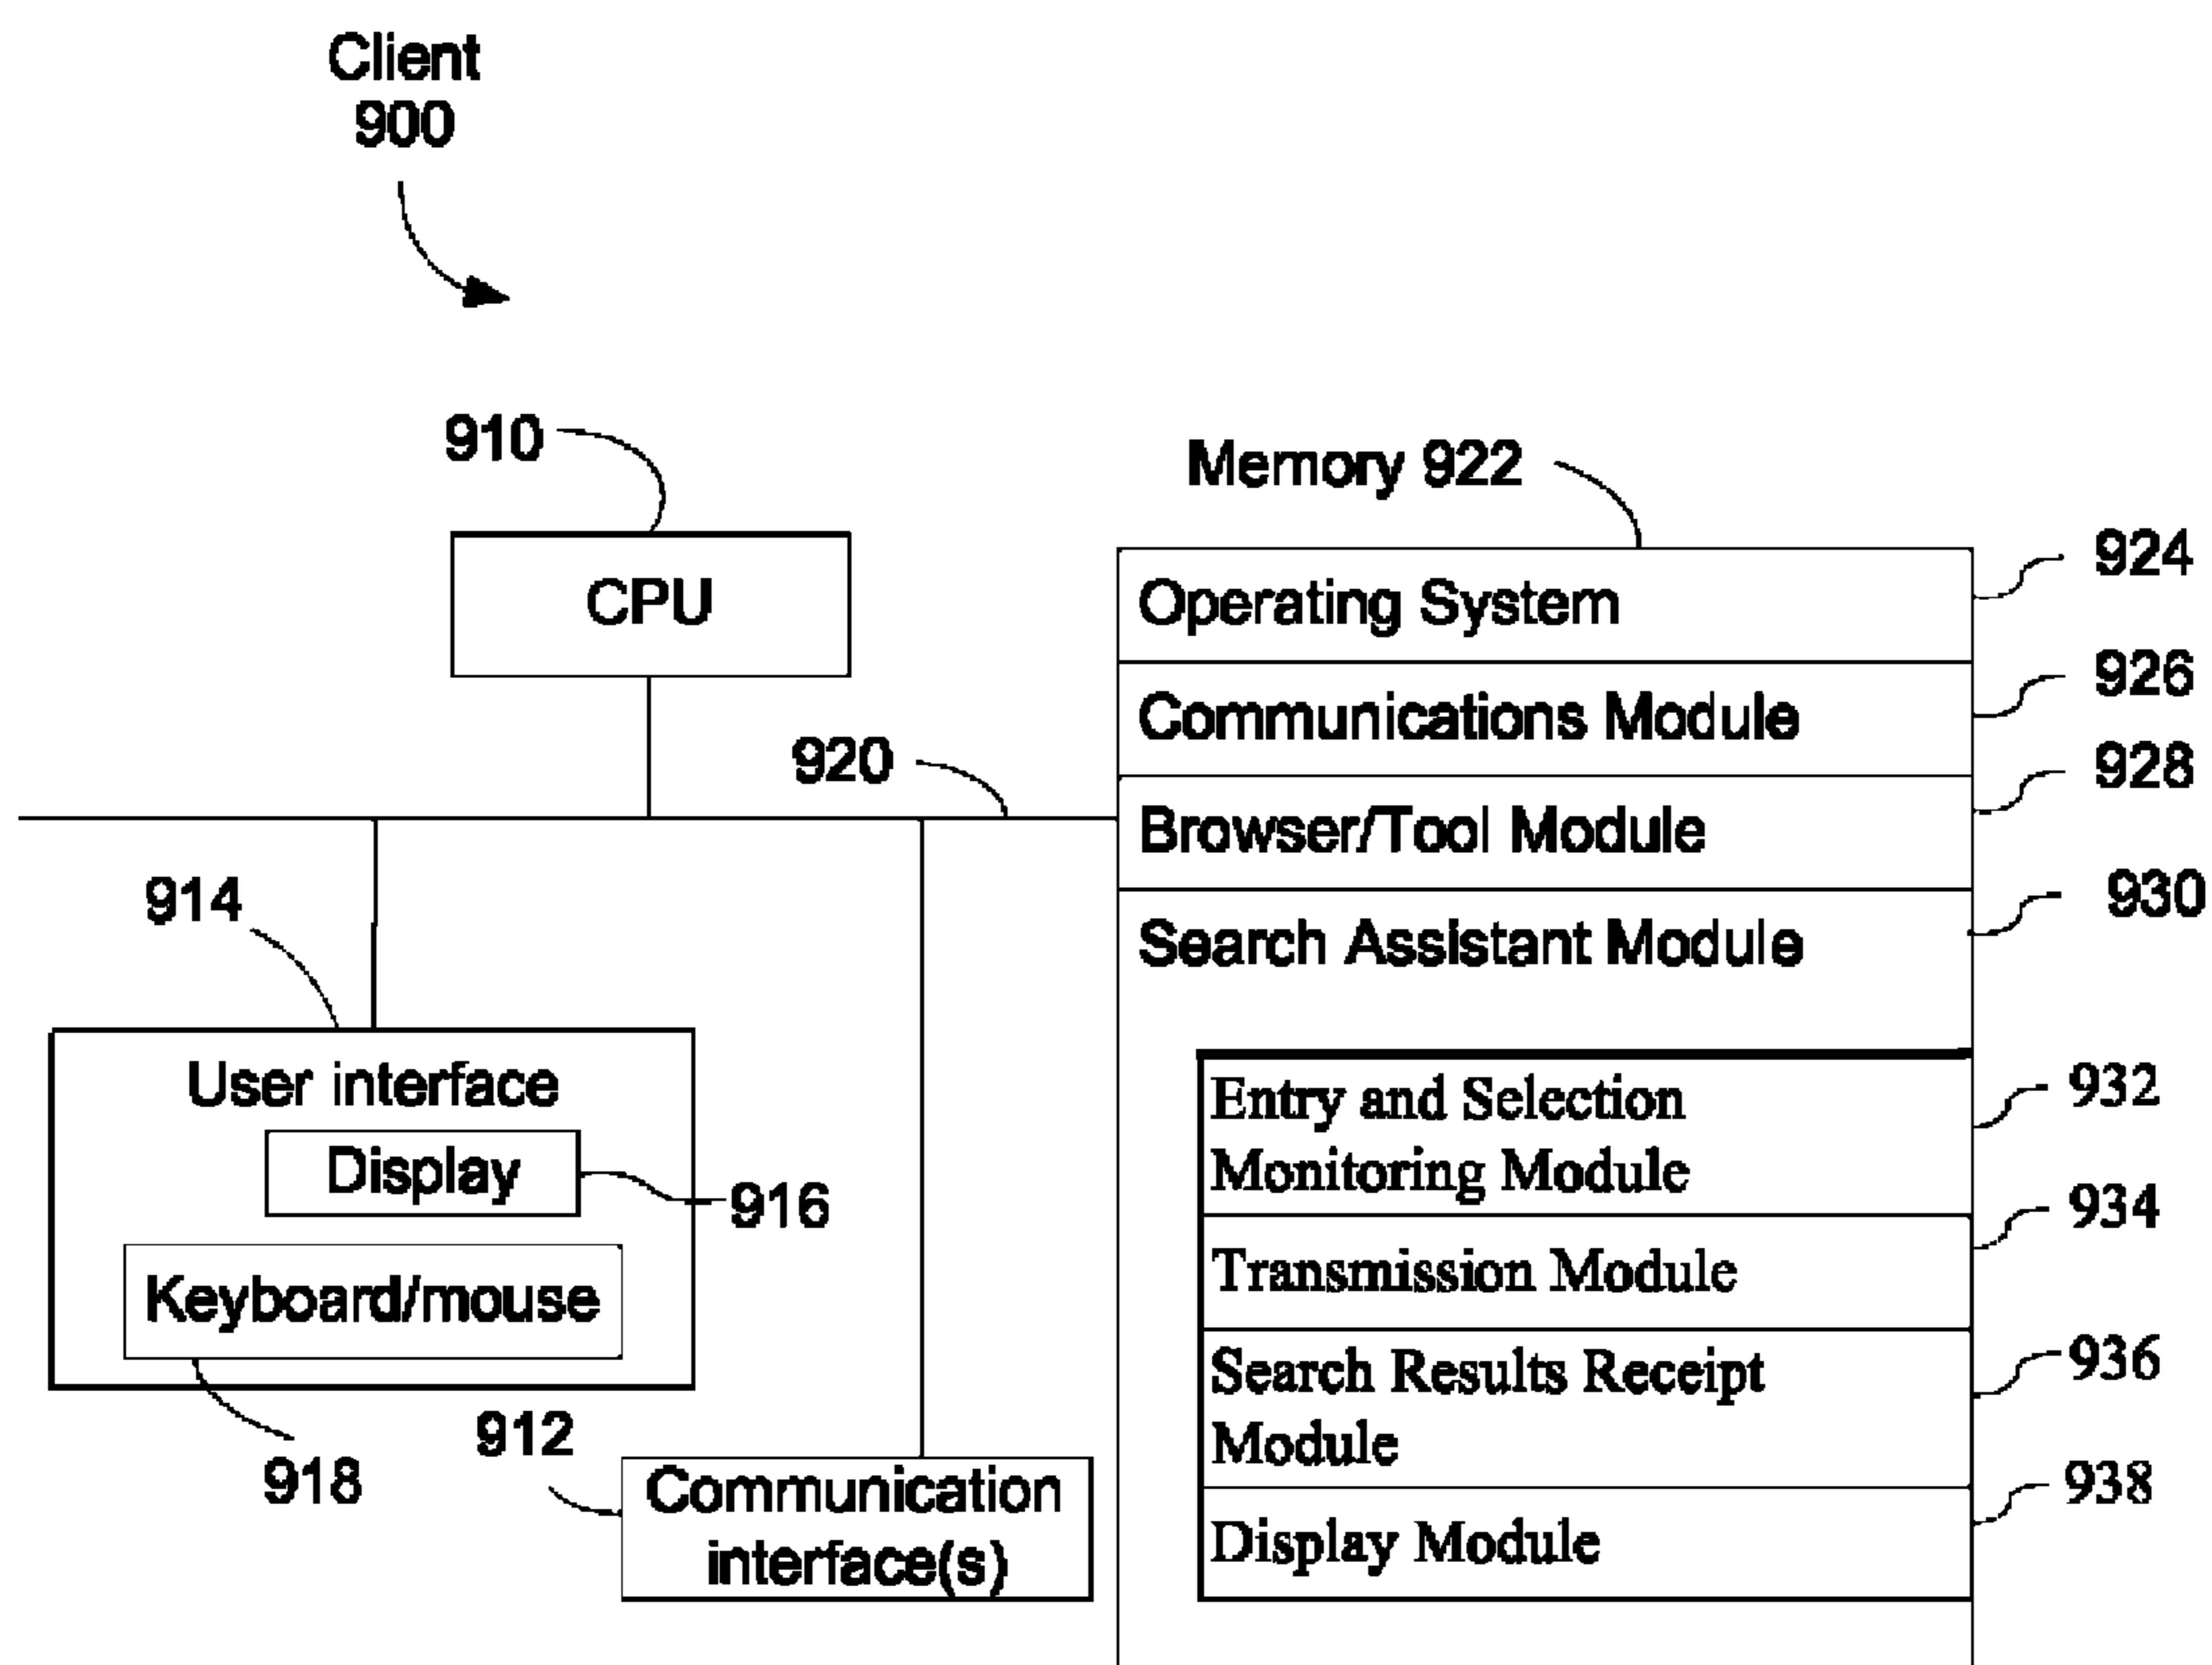 Client
900
910
CPU
Memory 922
Operating System
924
Communications Module
926
920
Browser/Tool Module
928
Search Assistant Module
930
914
User interface
Display
916
Keyboard/mouse
918
912
Communication
interface(s)
Entry and Selection
Monitoring Module
932
Transmission Module
934
Search Results Receipt
Module
936
Display Module
938